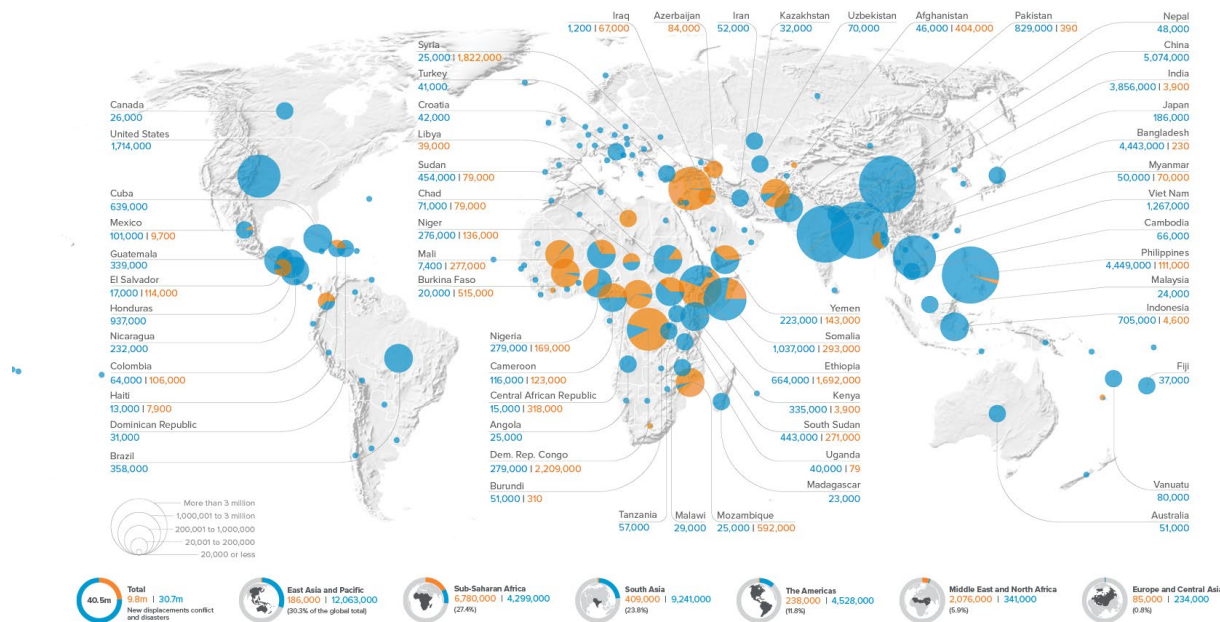 Iraq
1,200 | 67,000
Azerbaijan
84,000
Iran
52,000
Kazakhstan
32,000
Uzbekistan
70,000
Afghanistan
46,000 | 404,000
Pakistan
829,000 | 390
Nepal
48,000
China
5,074,000
India
3,856,000 | 3,900
Japan
186,000
Bangladesh
4,443,000 | 230
Myanmar
50,000 | 70,000
Viet Nam
1,267,000
Cambodia
66,000
Philippines
4,449,000 | 111,000
Malaysia
24,000
Indonesia
705,000 | 4,600
Fiji
37,000
Vanuatu
80,000
Australia
51,000
Syria
25,000 | 1,822,000
Turkey
41,000
Croatia
42,000
Libya
39,000
Sudan
454,000 | 79,000
Chad
71,000 | 79,000
Niger
276,000 | 136,000
Mali
7,400 | 277,000
Burkina Faso
20,000 | 515,000
Canada
26,000
United States
1,714,000
Cuba
639,000
Mexico
101,000 | 9,700
Guatemala
339,000
El Salvador
17,000 | 114,000
Honduras
937,000
Nicaragua
232,000
Colombia
64,000 | 106,000
Haiti
13,000 | 7,900
Dominican Republic
31,000
Brazil
358,000
Nigeria
279,000 | 169,000
Cameroon
116,000 | 123,000
Central African Republic
15,000 | 318,000
Angola
25,000
Dem. Rep. Congo
279,000 | 2,209,000
Burundi
51,000 | 310
Tanzania
57,000
Malawi
29,000
Mozambique
25,000 | 592,000
Yemen
223,000 | 143,000
Somalia
1,037,000 | 293,000
Ethiopia
664,000 | 1,692,000
Kenya
335,000 | 3,900
South Sudan
443,000 | 271,000
Uganda
40,000 | 79
Madagascar
23,000
More than 3 million
1,000,001 to 3 million
200,001 to 1,000,000
20,001 to 200,000
20,000 or less
40.5m
Total
9.8m | 30.7m
New displacements conflict
and disasters
East Asia and Pacific
186,000 | 12,063,000
(30.3% of the global total)
Sub-Saharan Africa
6,780,000 | 4,299,000
(27.4%)
South Asia
409,000 | 9,241,000
(23.8%)
The Americas
238,000 | 4,528,000
(11.8%)
Middle East and North Africa
2,076,000 | 341,000
(5.9%)
Europe and Central Asia
85,000 | 234,000
(0.8%)